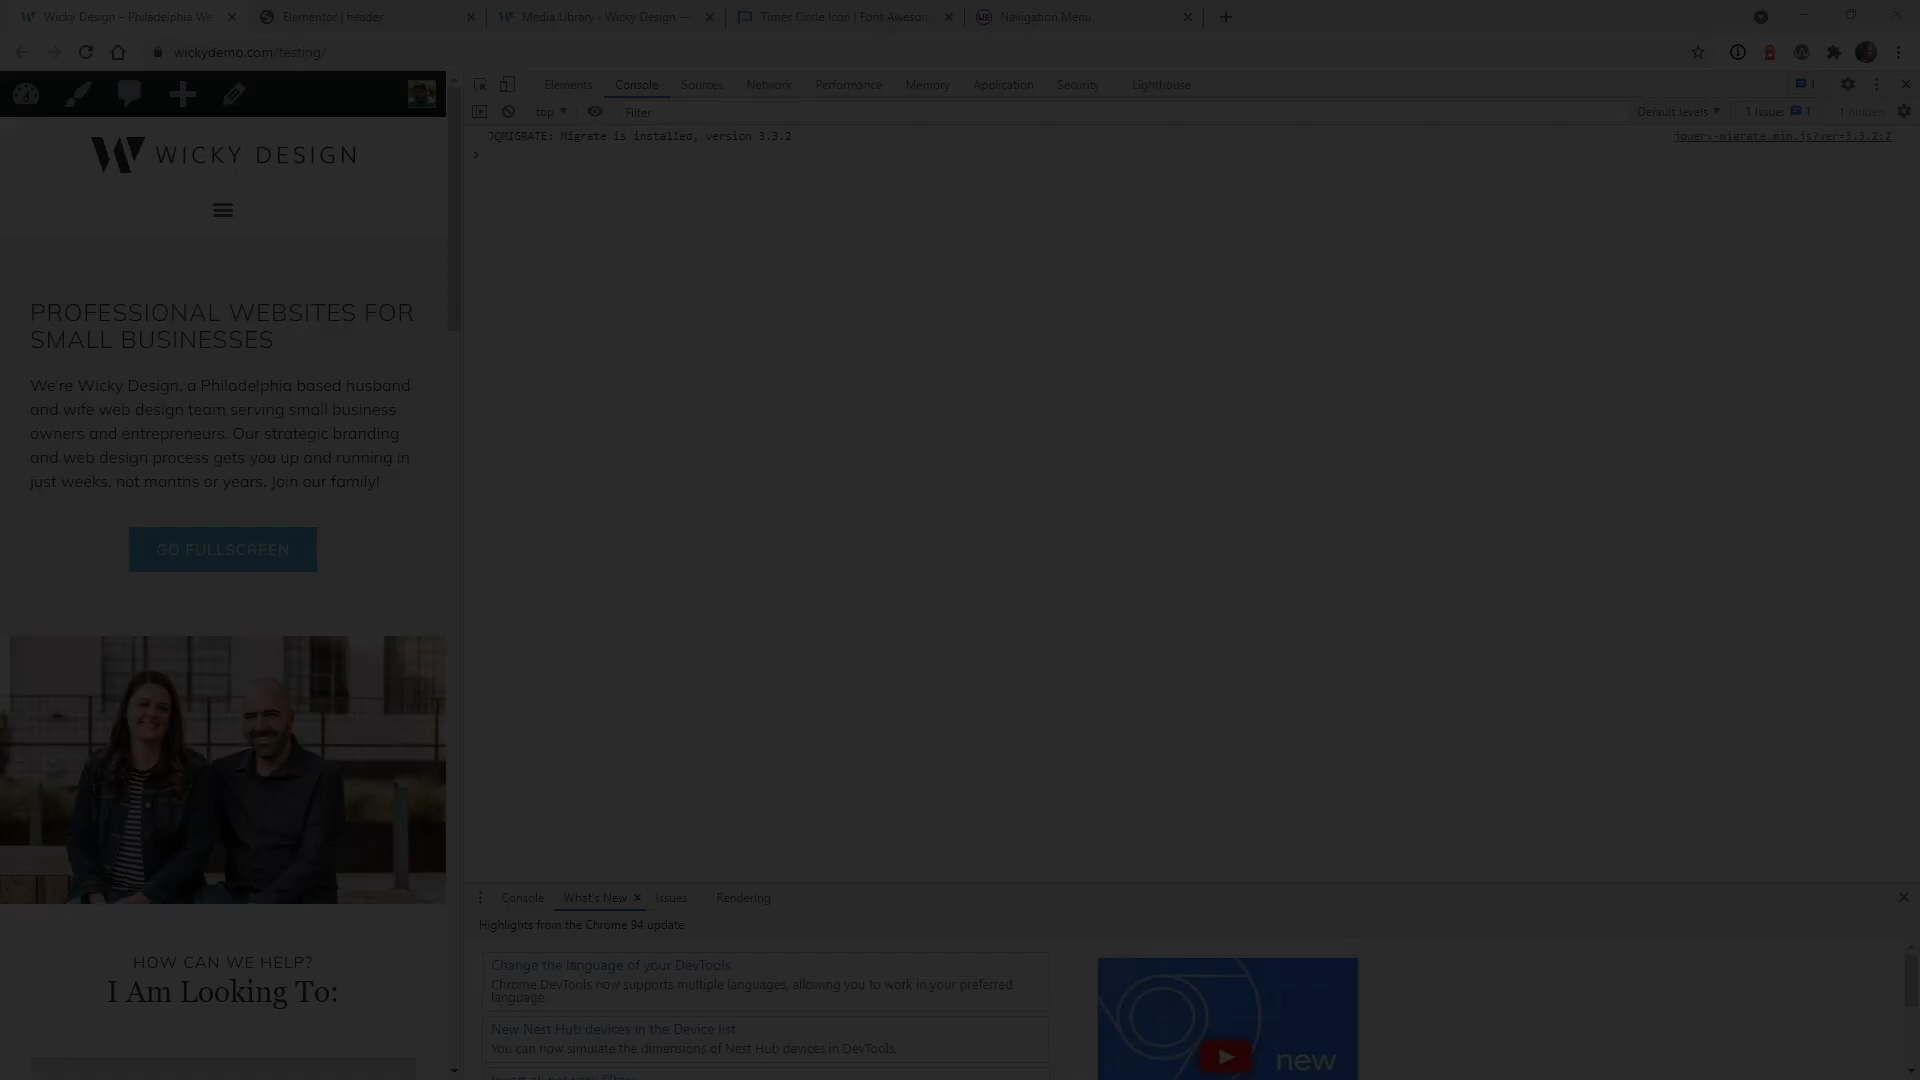 Wicky Design – Philadelphia We
Elementor | header
Media Library ‹ Wicky Design —
Times Circle Icon | Font Awesom
Navigation Menu
wickydemo.com/testing/
Elements
Console
Sources
Network
Performance
Memory
Application
Security
Lighthouse
1
top
Filter
Default levels
1 Issue:
1
1 hidden
JQMIGRATE: Migrate is installed, version 3.3.2
jquery-migrate.min.js?ver=3.3.2:2
WICKY DESIGN
PROFESSIONAL WEBSITES FOR
SMALL BUSINESSES
We're Wicky Design, a Philadelphia based husband
and wife web design team serving small business
owners and entrepreneurs. Our strategic branding
and web design process gets you up and running in
just weeks, not months or years. Join our family!
GO FULLSCREEN
HOW CAN WE HELP?
I Am Looking To:
Console
What's New
Issues
Rendering
Highlights from the Chrome 94 update
Change the language of your DevTools
Chrome DevTools now supports multiple languages, allowing you to work in your preferred
language.
New Nest Hub devices in the Device list
You can now simulate the dimensions of Nest Hub devices in DevTools.
new